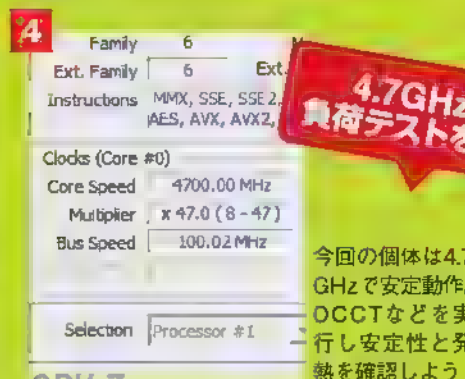 4
Family 6
Ext. Family 6 Ext.
Instructions MMX, SSE, SSE2,
AES, AVX, AVX2,
4.7GHz
負荷テストを
Clocks (Core #0)
Core Speed 4700.00 MHz
Multiplier x 47.0 ( 8 - 47 )
Bus Speed 100.02 MHz
Selection Processor #1
今回の個体は4.7
GHzで安定動作。
OCCTなどを実
行し安定性と発
熱を確認しよう